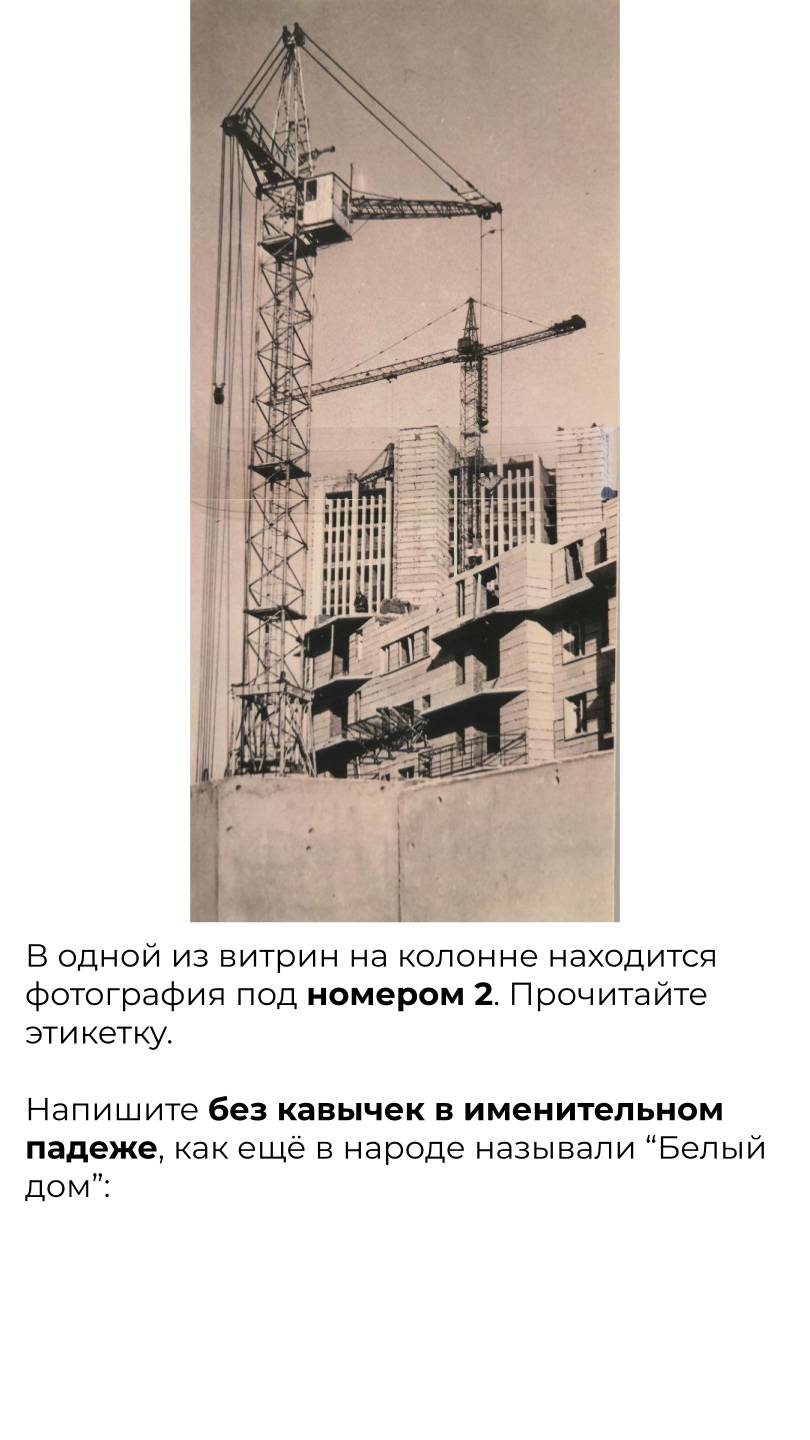 В одной из витрин на колонне находится
фотография под номером 2. Прочитайте
этикетку.
Напишите без кавычек в именительном
падеже, как ещё в народе называли “Белый
дом”: